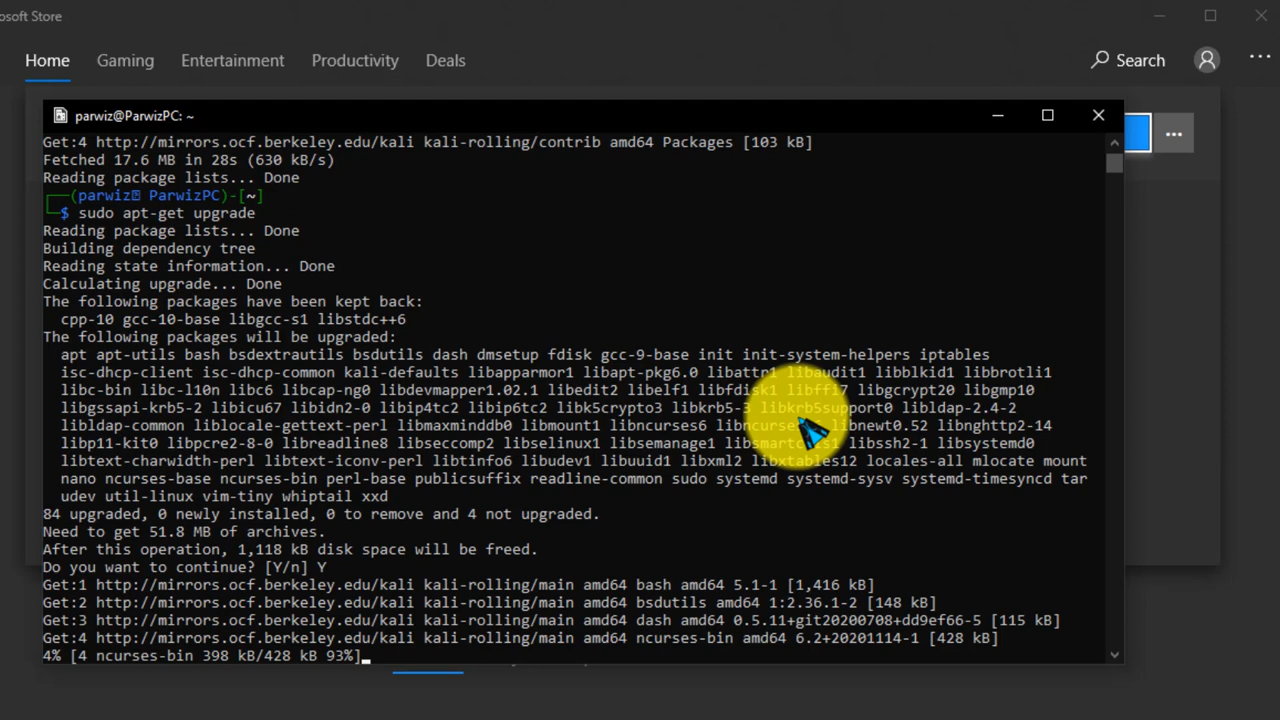 osoft Store
Home Gaming Entertainment Productivity Deals Search ...
parwiz@ParwizPC: ~
...
Get:4 http://mirrors.ocf.berkeley.edu/kali kali-rolling/contrib amd64 Packages [103 kB]
Fetched 17.6 MB in 28s (630 kB/s)
Reading package lists... Done
(parwiz ParwizPC)-[~]
$ sudo apt-get upgrade
Reading package lists... Done
Building dependency tree
Reading state information... Done
Calculating upgrade... Done
The following packages have been kept back:
cpp-10 gcc-10-base libgcc-s1 libstdc++6
The following packages will be upgraded:
apt apt-utils bash bsdextrautils bsdutils dash dmsetup fdisk gcc-9-base init init-system-helpers iptables
isc-dhcp-client isc-dhcp-common kali-defaults libapparmor1 libapt-pkg6.0 libattr1 libaudit1 libblkid1 libbrotli1
libc-bin libc-l10n libc6 libcap-ng0 libdevmapper1.02.1 libedit2 libelf1 libfdisk1 libffi7 libgcrypt20 libgmp10
libgssapi-krb5-2 libicu67 libidn2-0 libip4tc2 libip6tc2 libk5crypto3 libkrb5-3 libkrb5support0 libldap-2.4-2
libldap-common liblocale-gettext-perl libmaxminddb0 libmount1 libncurses6 libnewt0.52 libnghttp2-14
libp11-kit0 libpcre2-8-0 libreadline8 libseccomp2 libselinux1 libsemanage1 libsmartcols1 libssh2-1 libsystemd0
libtext-charwidth-perl libtext-iconv-perl libtinfo6 libudev1 libuuid1 libxml2 libxtables12 locales-all mlocate mount
nano ncurses-base ncurses-bin perl-base publicsuffix readline-common sudo systemd systemd-sysv systemd-timesyncd tar
udev util-linux vim-tiny whiptail xxd
84 upgraded, 0 newly installed, 0 to remove and 4 not upgraded.
Need to get 51.8 MB of archives.
After this operation, 1,118 kB disk space will be freed.
Do you want to continue? [Y/n] Y
Get:1 http://mirrors.ocf.berkeley.edu/kali kali-rolling/main amd64 bash amd64 5.1-1 [1,416 kB]
Get:2 http://mirrors.ocf.berkeley.edu/kali kali-rolling/main amd64 bsdutils amd64 1:2.36.1-2 [148 kB]
Get:3 http://mirrors.ocf.berkeley.edu/kali kali-rolling/main amd64 dash amd64 0.5.11+git20200708+dd9ef66-5 [115 kB]
Get:4 http://mirrors.ocf.berkeley.edu/kali kali-rolling/main amd64 ncurses-bin amd64 6.2+20201114-1 [428 kB]
4% [4 ncurses-bin 398 kB/428 kB 93%]